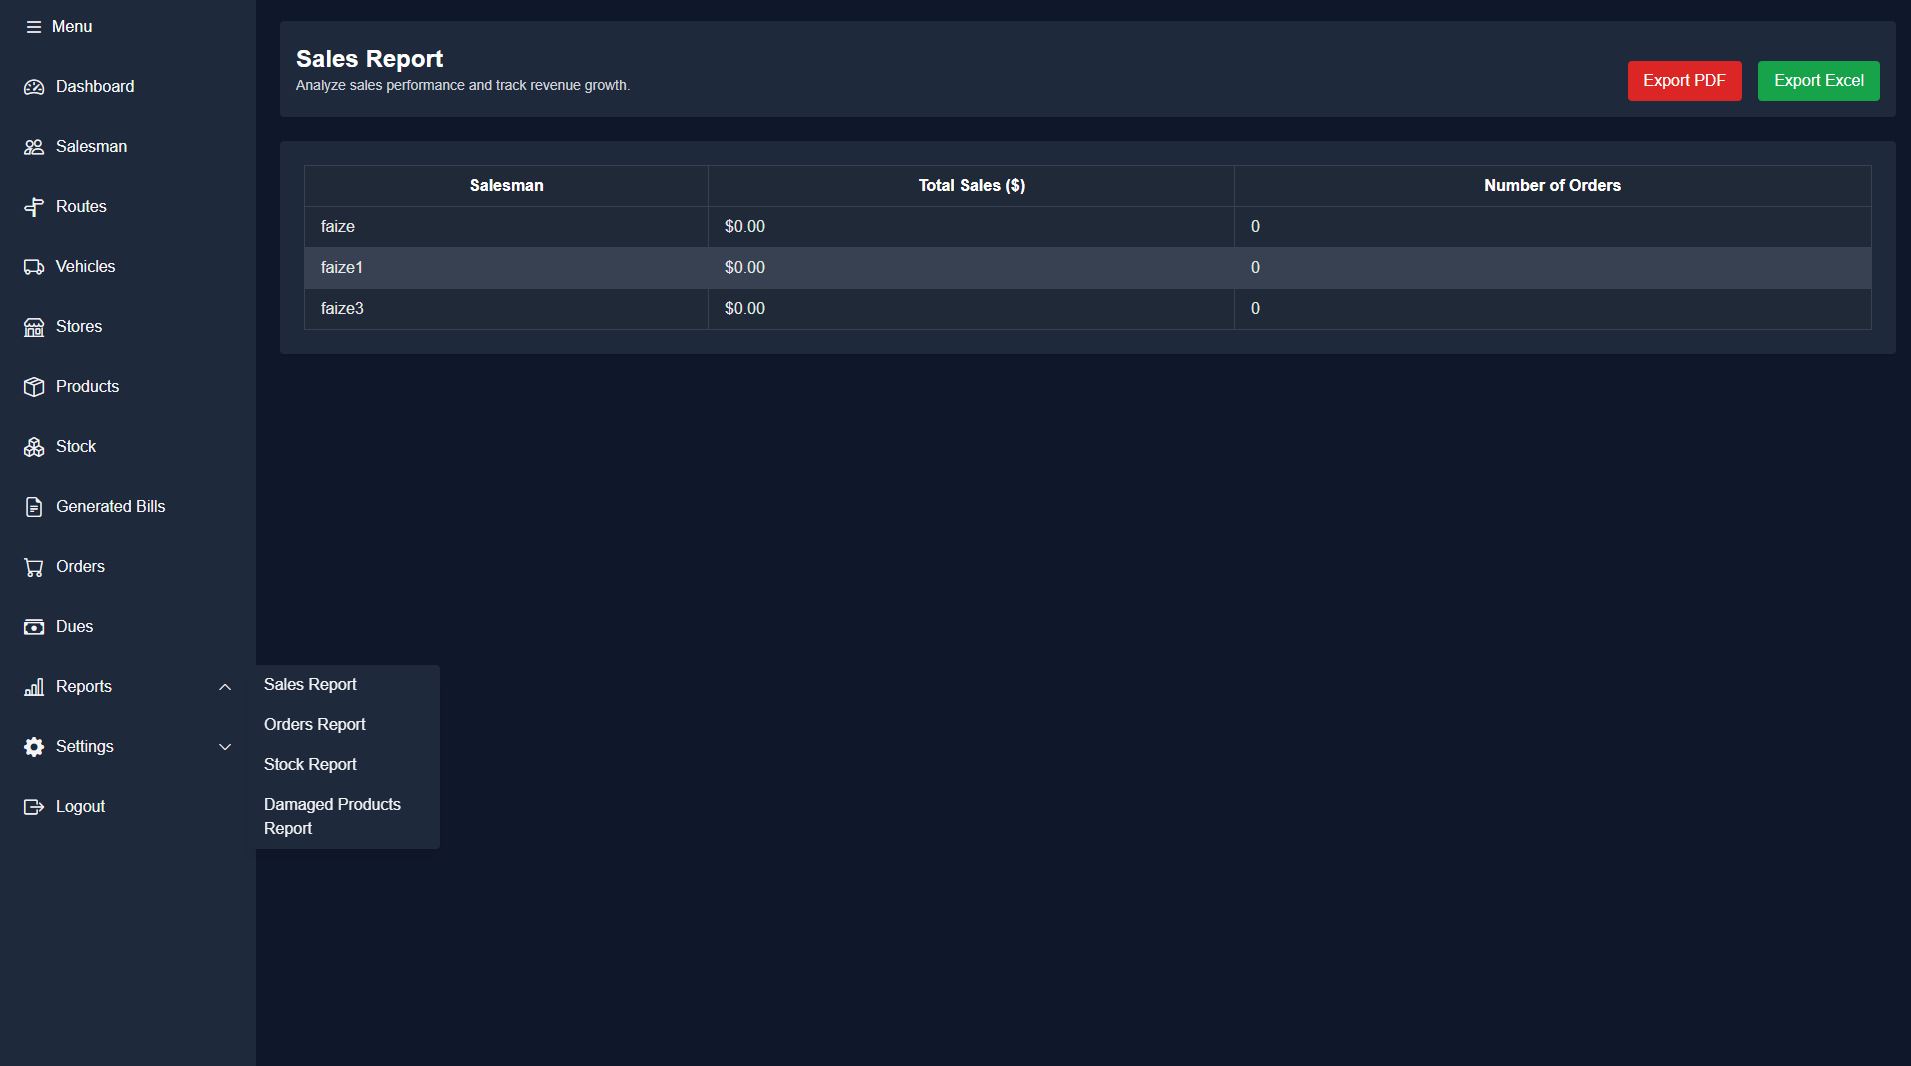 Menu
Dashboard
Salesman
Routes
Vehicles
Stores
Products
Stock
Generated Bills
Orders
Dues
Reports
Settings
Logout
Sales Report
Orders Report
Stock Report
Damaged Products
Report
Sales Report
Analyze sales performance and track revenue growth.
Export PDF Export Excel
Salesman Total Sales ($) Number of Orders
faize $0.00 0
faize1 $0.00 0
faize3 $0.00 0